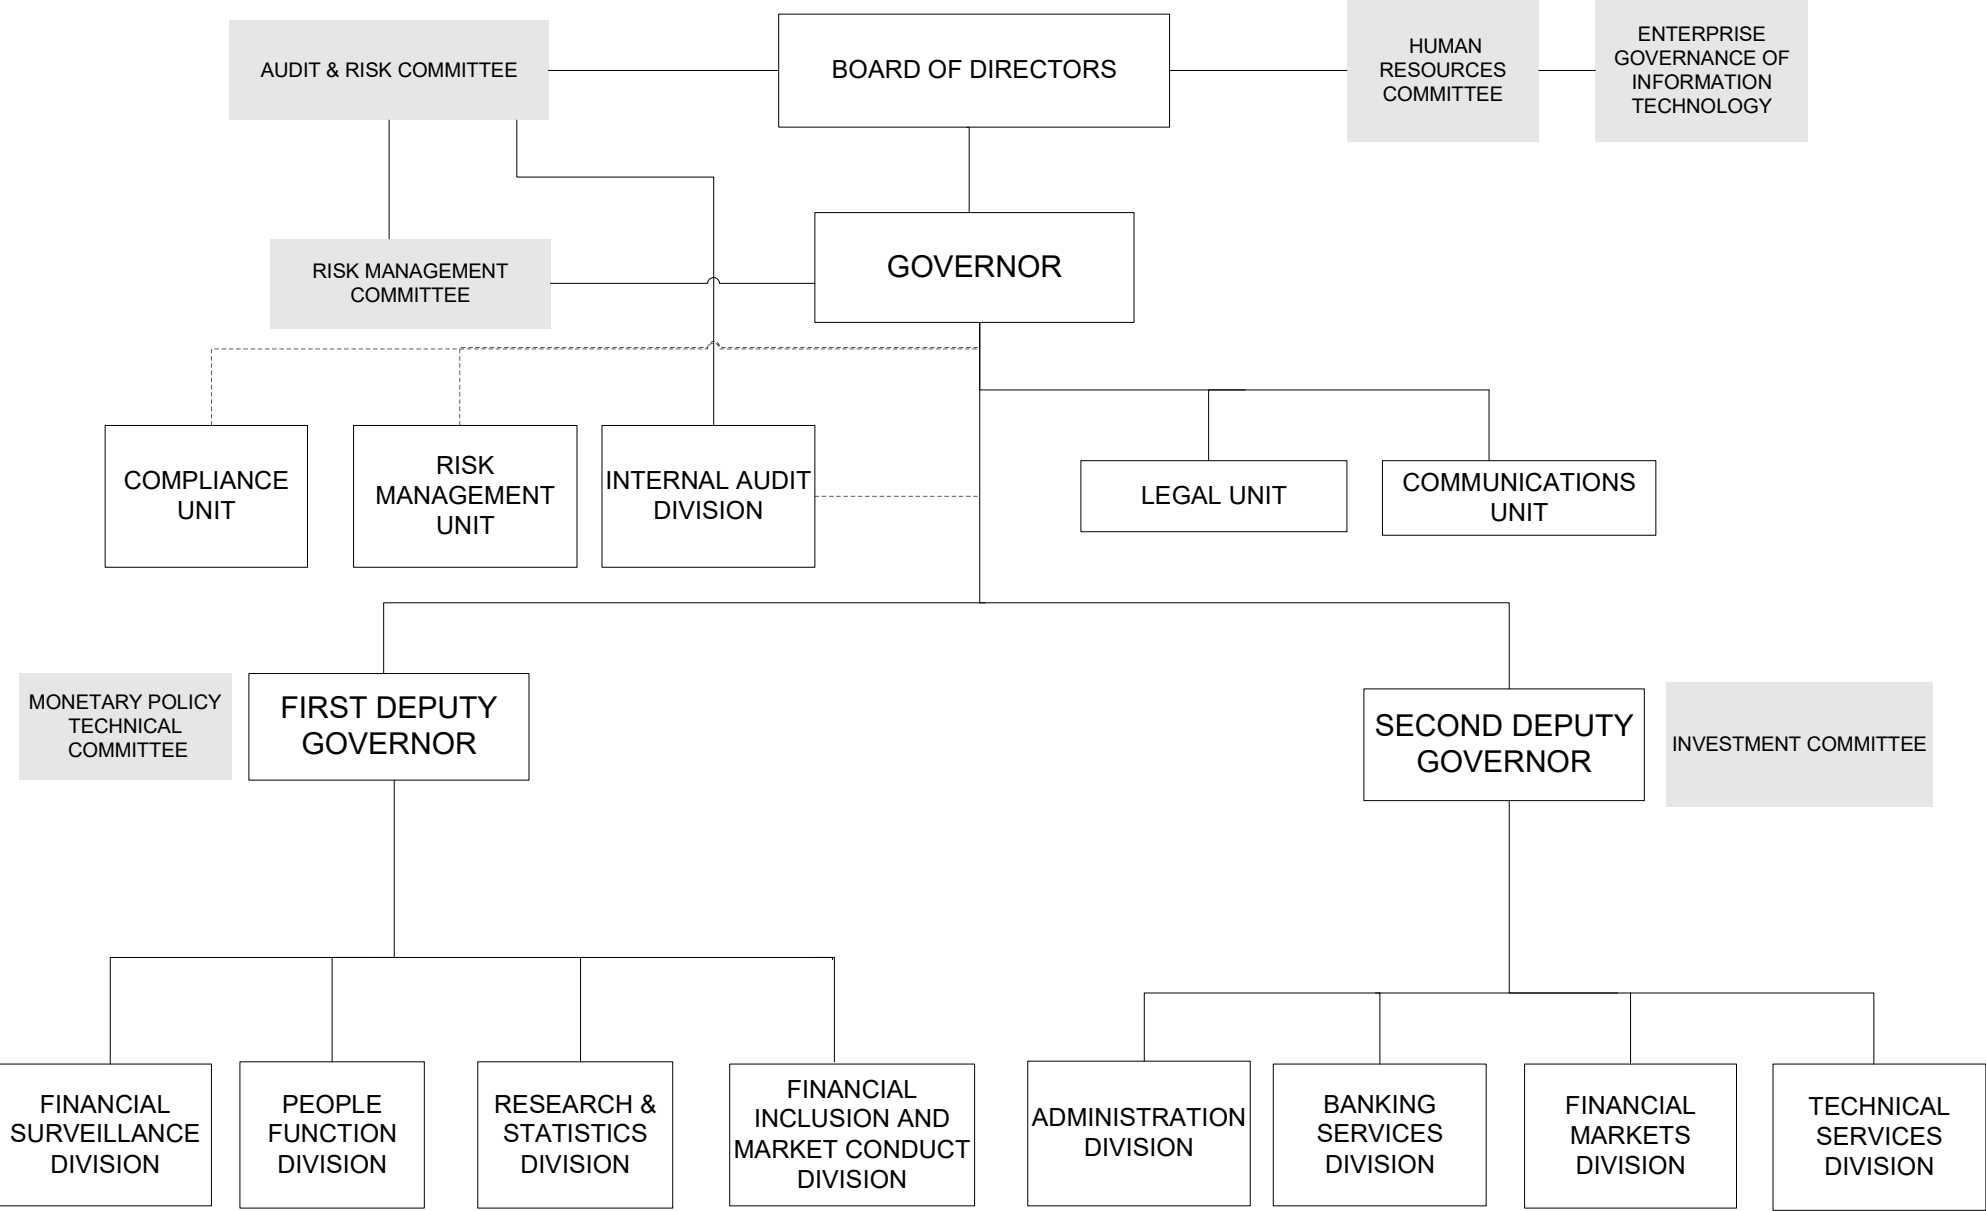 AUDIT & RISK COMMITTEE
BOARD OF DIRECTORS
HUMAN
RESOURCES
COMMITTEE
ENTERPRISE
GOVERNANCE OF
INFORMATION
TECHNOLOGY
RISK MANAGEMENT
COMMITTEE
GOVERNOR
COMPLIANCE
UNIT
RISK
MANAGEMENT
UNIT
INTERNAL AUDIT
DIVISION
LEGAL UNIT
COMMUNICATIONS
UNIT
MONETARY POLICY
TECHNICAL
COMMITTEE
FIRST DEPUTY
GOVERNOR
SECOND DEPUTY
GOVERNOR
INVESTMENT COMMITTEE
FINANCIAL
SURVEILLANCE
DIVISION
PEOPLE
FUNCTION
DIVISION
RESEARCH &
STATISTICS
DIVISION
FINANCIAL
INCLUSION AND
MARKET CONDUCT
DIVISION
ADMINISTRATION
DIVISION
BANKING
SERVICES
DIVISION
FINANCIAL
MARKETS
DIVISION
TECHNICAL
SERVICES
DIVISION